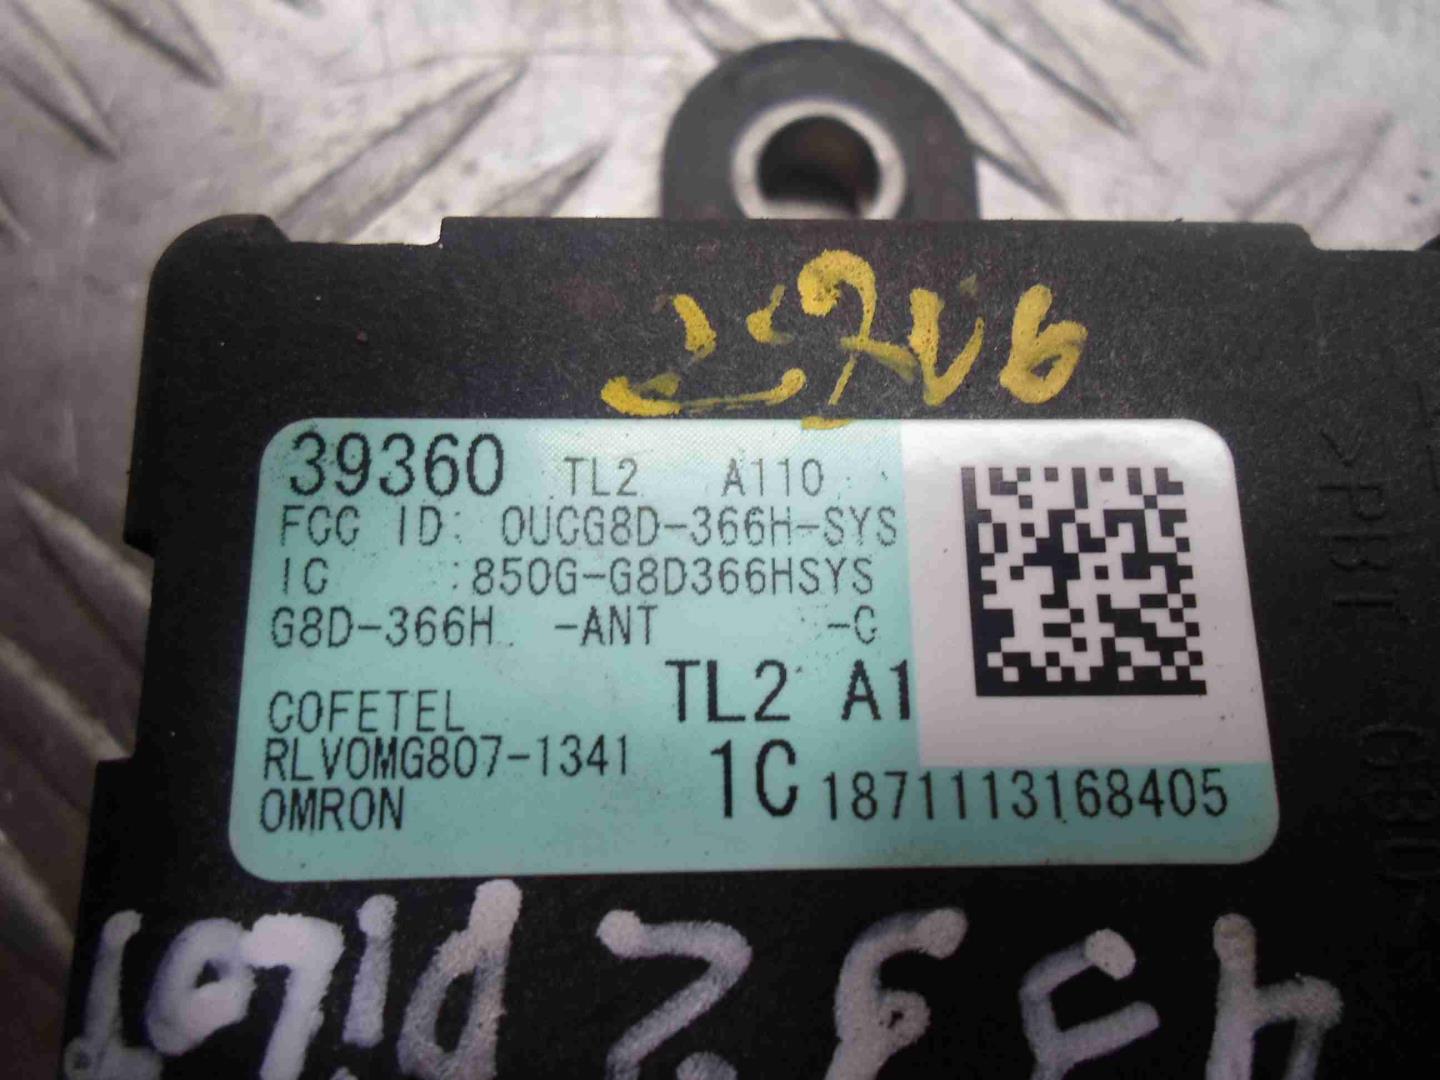 39360 TL2 A110
FCC ID: OUCG8D-366H-SYS
IC :850G-G8D366HSYS
G8D-366H -ANT -C
TL2 A1
COFETEL
RLVOMG807-1341 1C 1871113168405
OMRON
Pilot